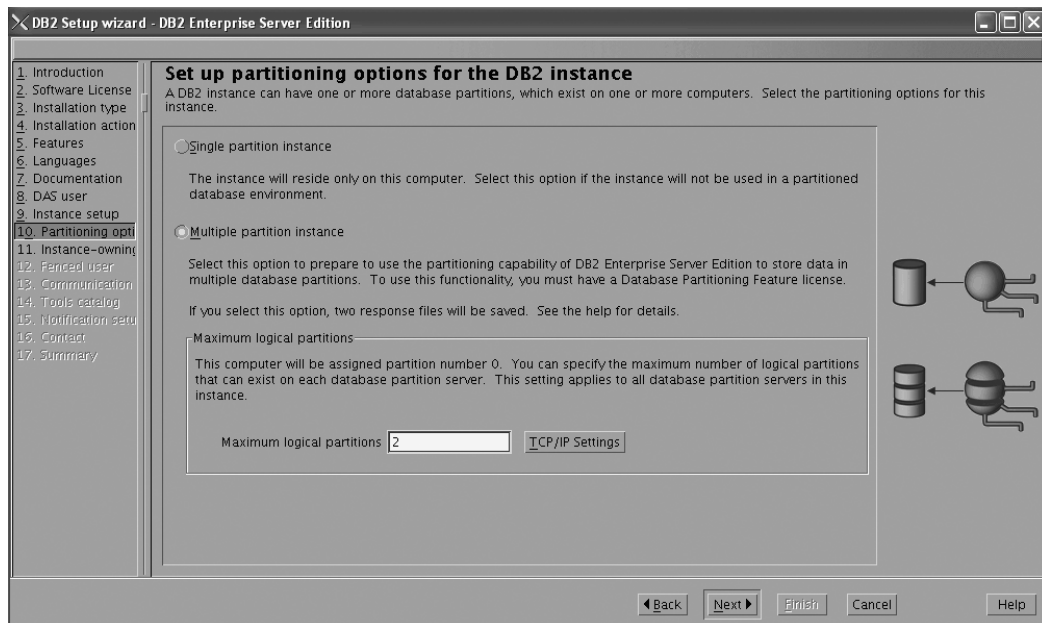 DB2 Setup wizard - DB2 Enterprise Server Edition
1. Introduction
2. Software License
3. Installation type
4. Installation action
5. Features
6. Languages
7. Documentation
8. DAS user
9. Instance setup
10. Partitioning opti
11. Instance-owning
12. Fenced user
13. Communication
14. Tools catalog
15. Notification setu
16. Contact
17. Summary
Set up partitioning options for the DB2 instance
A DB2 instance can have one or more database partitions, which exist on one or more computers. Select the partitioning options for this
instance.
Single partition instance
The instance will reside only on this computer. Select this option if the instance will not be used in a partitioned
database environment.
Multiple partition instance
Select this option to prepare to use the partitioning capability of DB2 Enterprise Server Edition to store data in
multiple database partitions. To use this functionality, you must have a Database Partitioning Feature license.
If you select this option, two response files will be saved. See the help for details.
Maximum logical partitions
This computer will be assigned partition number 0. You can specify the maximum number of logical partitions
that can exist on each database partition server. This setting applies to all database partition servers in this
instance.
Maximum logical partitions 2 TCP/IP Settings
Back Next Finish Cancel Help